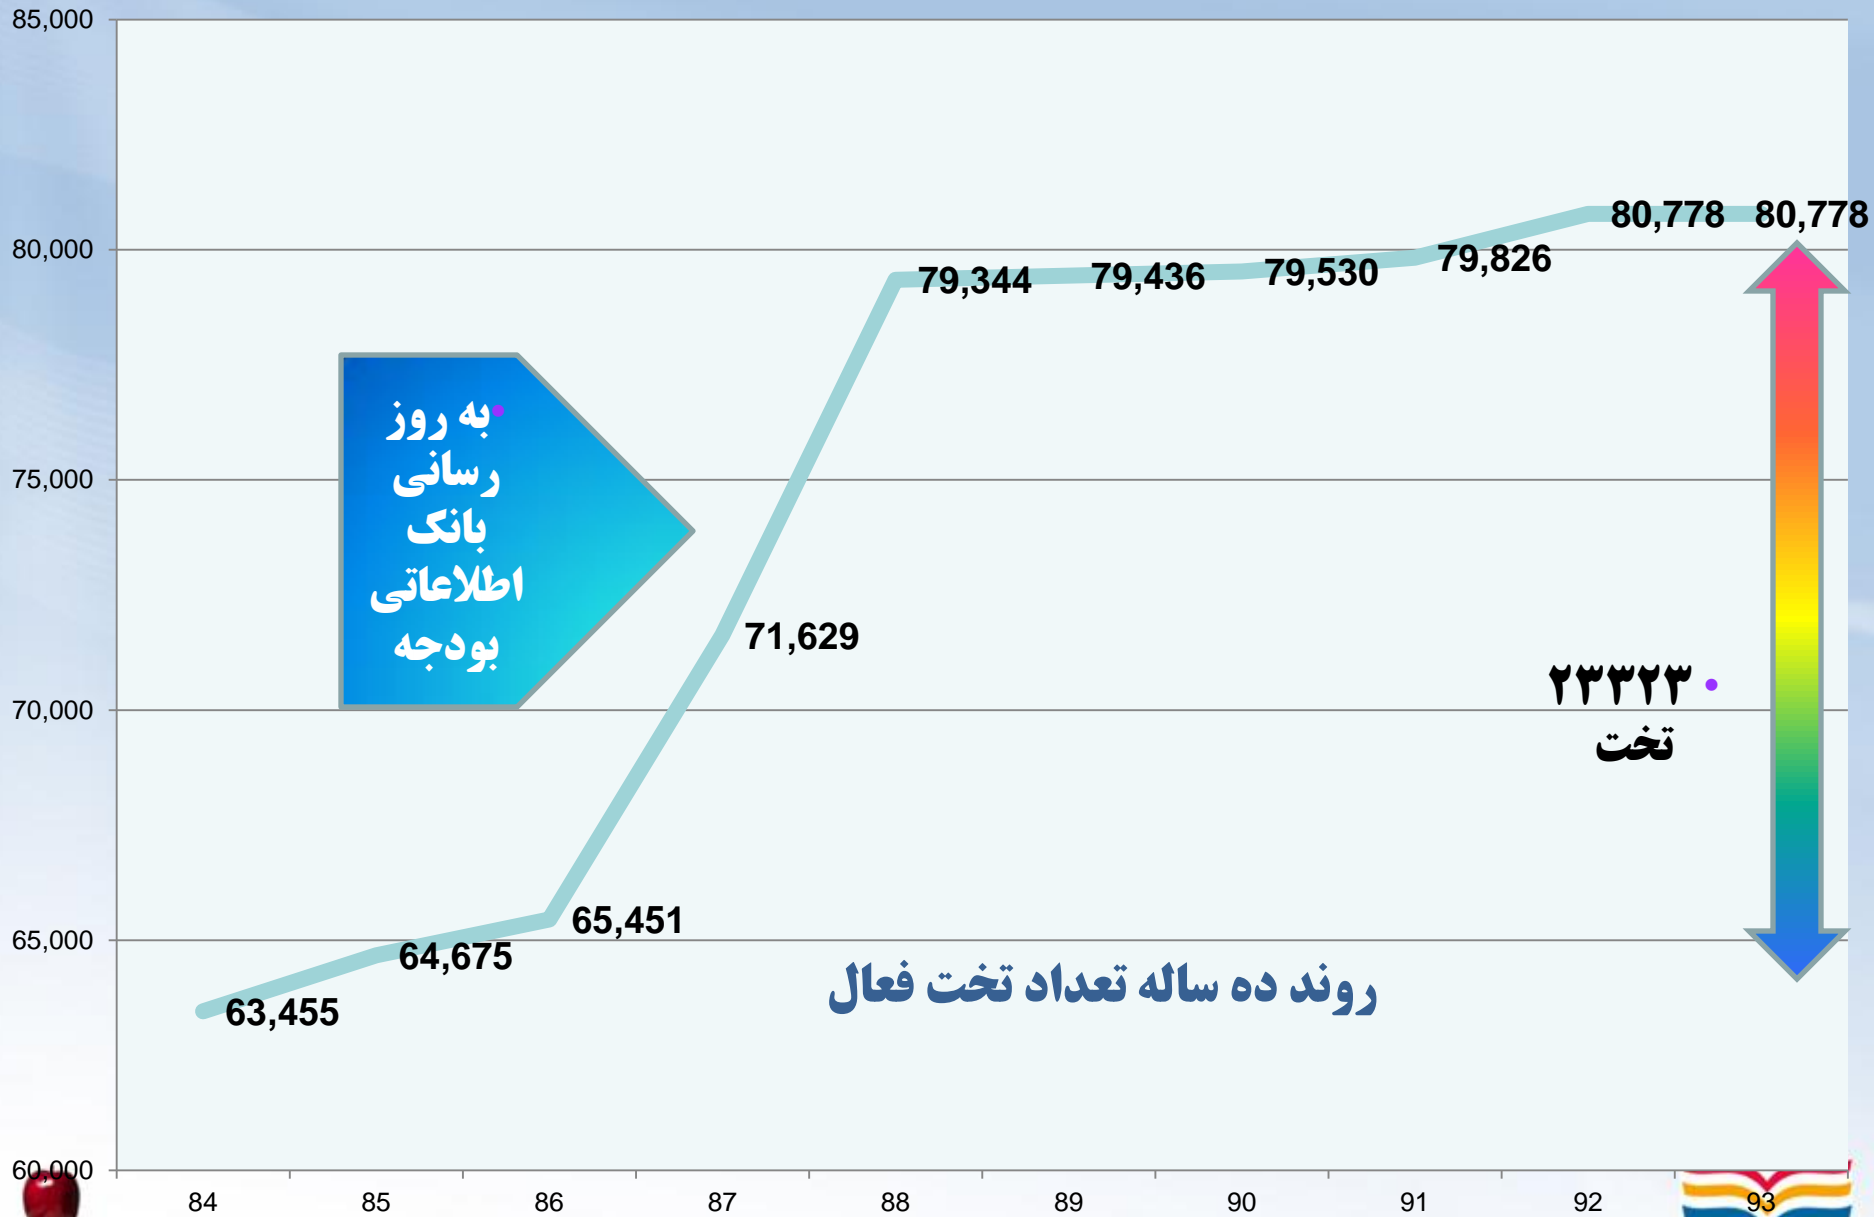 85,000
80,000
75,000
70,000
65,000
60,000
80,778 80,778
79,344 79,436 79,530 79,826
71,629
65,451
64,675
63,455
•به روز
رسانی
بانک
اطلاعاتی
بودجه
• ۲۳۳۲۳
تخت
روند ده ساله تعداد تخت فعال
84 85 86 87 88 89 90 91 92 93